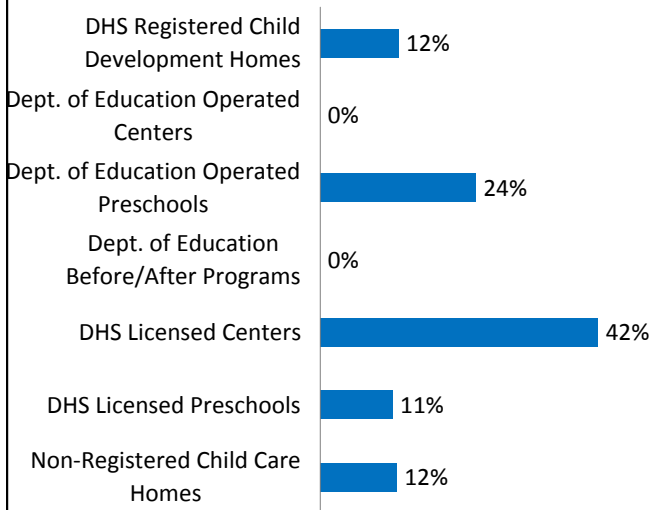 DHS Registered Child
Development Homes
12%
Dept. of Education Operated
Centers
0%
Dept. of Education Operated
Preschools
24%
Dept. of Education
Before/After Programs
0%
DHS Licensed Centers
42%
DHS Licensed Preschools
11%
Non-Registered Child Care
Homes
12%